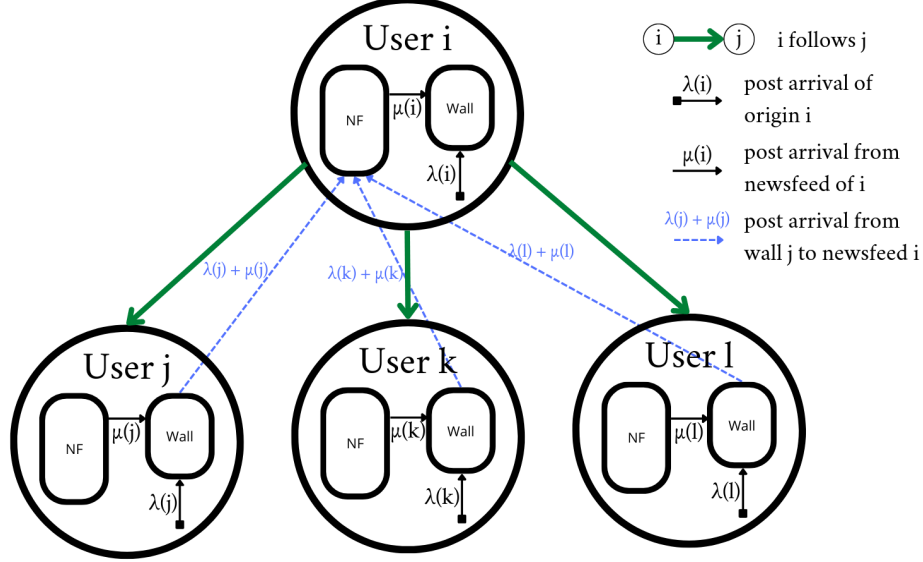 User i
NF
μ(i)
Wall
λ(i)
i
j
i follows j
λ(i)
post arrival of
origin i
μ(i)
post arrival from
newsfeed of i
λ(j) + μ(j)
post arrival from
wall j to newsfeed i
λ(j) + μ(j)
λ(k) + μ(k)
λ(l) + μ(l)
User j
NF
μ(j)
Wall
λ(j)
User k
NF
μ(k)
Wall
λ(k)
User l
NF
μ(l)
Wall
λ(l)